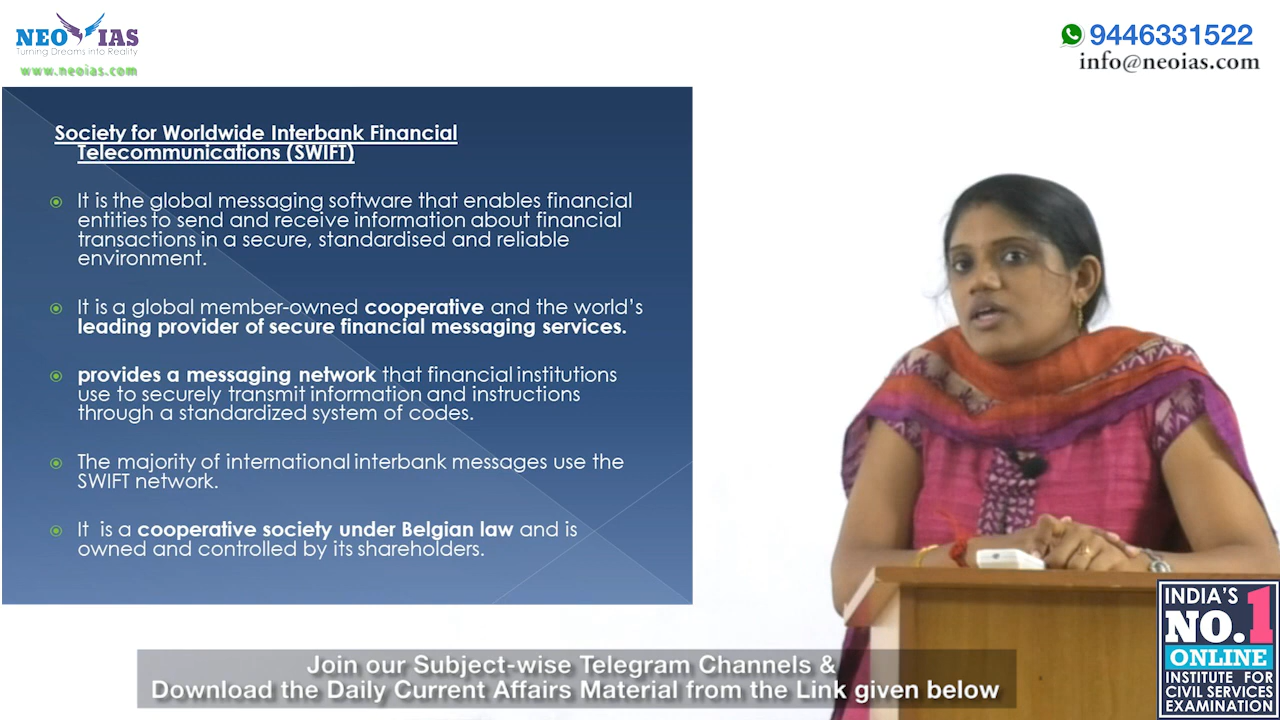 NEO IAS
Turning Dreams into Reality
www.neoias.com
9446331522
info@neoias.com
Society for Worldwide Interbank Financial
Telecommunications (SWIFT)
It is the global messaging software that enables financial
entities to send and receive information about financial
transactions in a secure, standardised and reliable
environment.
It is a global member-owned cooperative and the world's
leading provider of secure financial messaging services.
provides a messaging network that financial institutions
use to securely transmit information and instructions
through a standardized system of codes.
The majority of international interbank messages use the
SWIFT network.
It is a cooperative society under Belgian law and is
owned and controlled by its shareholders.
INDIA'S
NO.1
ONLINE
INSTITUTE FOR
CIVIL SERVICES
EXAMINATION
Join our Subject-wise Telegram Channels &
Download the Daily Current Affairs Material from the Link given below